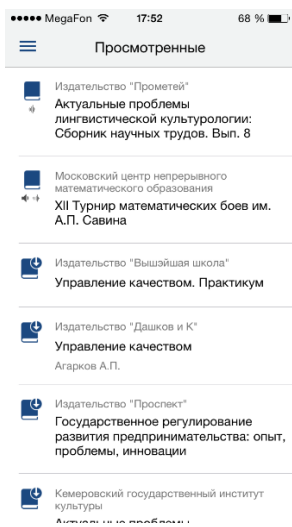 MegaFon 17:52 68 %
Просмотренные
Издательство "Прометей"
Актуальные проблемы
лингвистической культурологии:
Сборник научных трудов. Вып. 8
Московский центр непрерывного
математического образования
XII Турнир математических боев им.
А.П. Савина
Издательство "Вышэйшая школа"
Управление качеством. Практикум
Издательство "Дашков и К"
Управление качеством
Агарков А.П.
Издательство "Проспект"
Государственное регулирование
развития предпринимательства: опыт,
проблемы, инновации
Кемеровский государственный институт
культуры
Актуальные проблемы